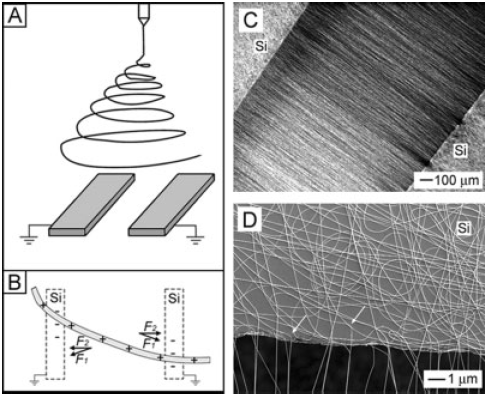 A
B
Si
Si
F2
F1
F2
F1
+ + + + + +
- - -
- - -
C
Si
Si
100 µm
D
Si
1 µm